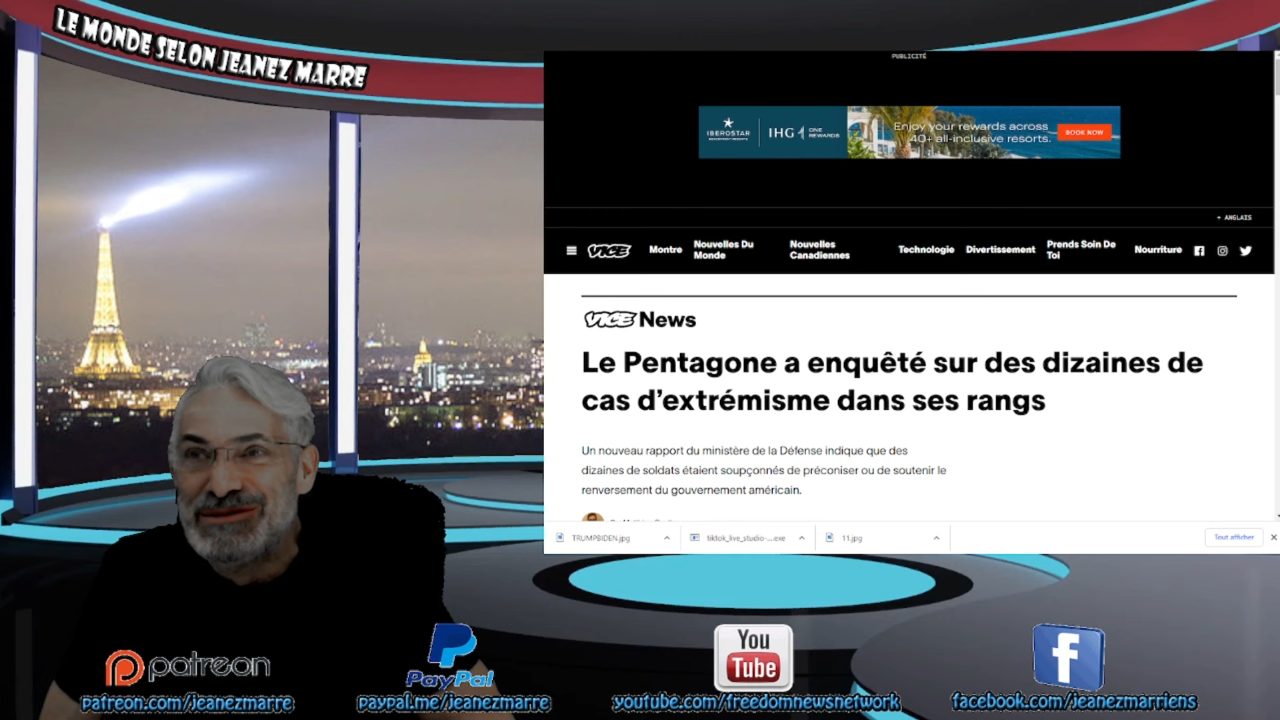 LE MONDE SELON JEANEZ MARRE
PUBLICITÉ
IBEROSTAR
IHG ONE REWARDS
Enjoy your rewards across
40+ all-inclusive resorts.
BOOK NOW
+ ANGLAIS
VICE
Montre
Nouvelles Du Monde
Nouvelles Canadiennes
Technologie
Divertissement
Prends Soin De Toi
Nourriture
VICE News
Le Pentagone a enquêté sur des dizaines de
cas d'extrémisme dans ses rangs
Un nouveau rapport du ministère de la Défense indique que des
dizaines de soldats étaient soupçonnés de préconiser ou de soutenir le
renversement du gouvernement américain.
TRUMPBIDEN.jpg
tiktok_live_studio-....exe
11.jpg
Tout afficher
patreon
PayPal
You Tube
patreon.com/jeanezmarre
paypal.me/jeanezmarre
youtube.com/freedomnewsnetwork
facebook.com/jeanezmarriens